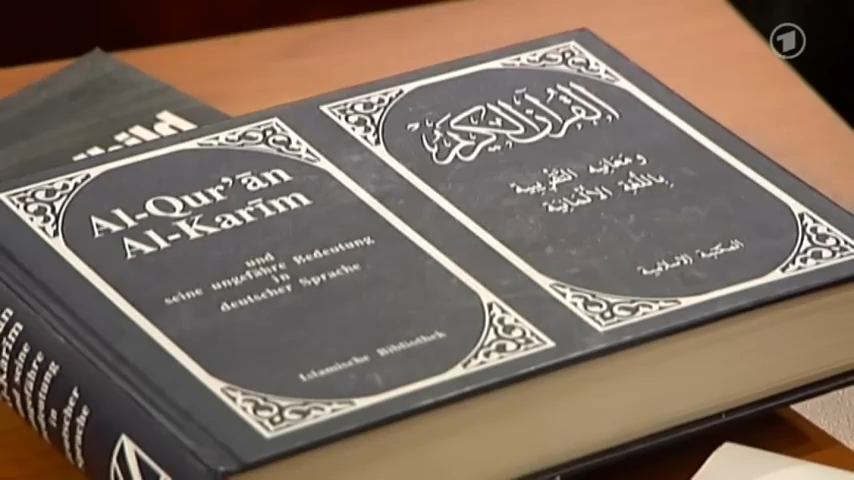 Al-Qur'ān
Al-Karīm
und
seine ungefähre Bedeutung
in
deutscher Sprache
Islamische Bibliothek
القرآن الكريم
ومعانيه التقريبية
باللغة الألمانية
المكتبة الإسلامية
1